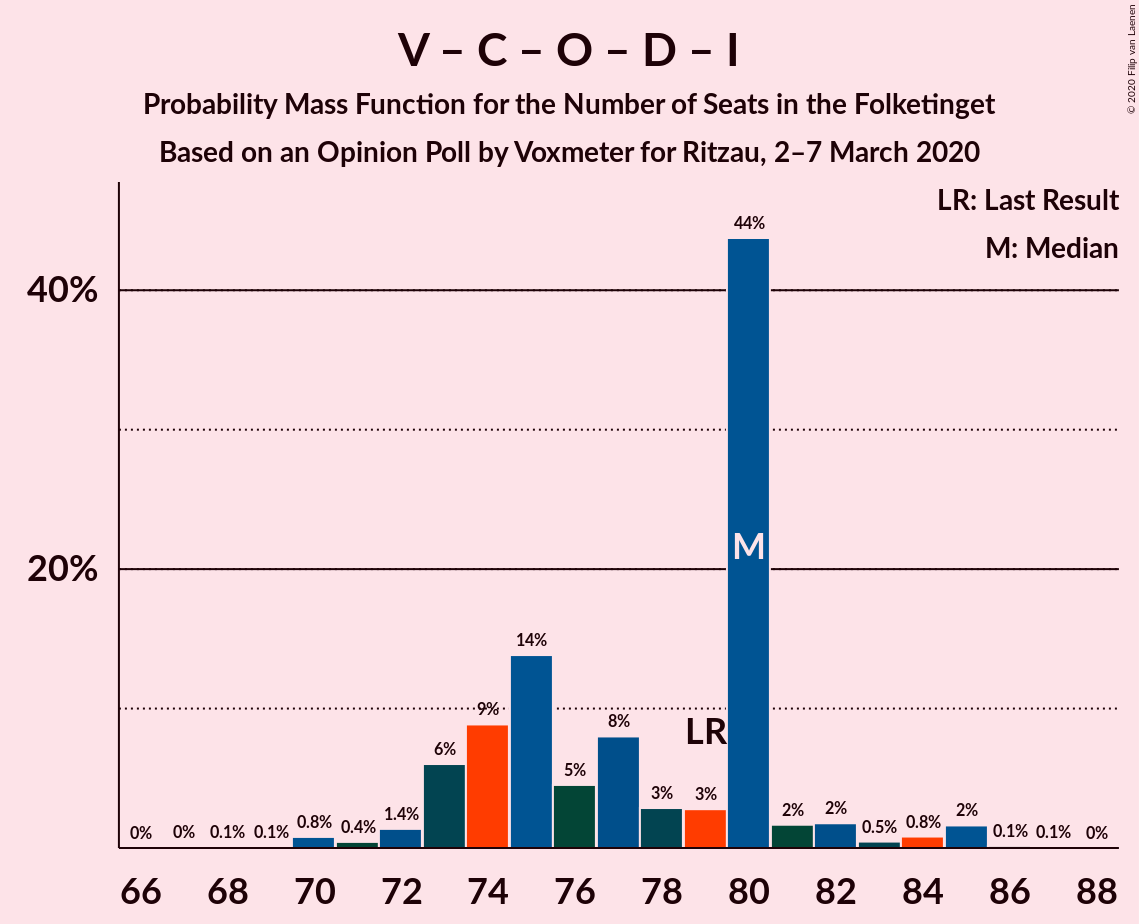 V – C – O – D – I
Probability Mass Function for the Number of Seats in the Folketinget
Based on an Opinion Poll by Voxmeter for Ritzau, 2–7 March 2020
© 2020 Filip van Laenen
LR: Last Result
M: Median
44%
40%
M
20%
14%
9%
8%
LR
6%
5%
3%
3%
2%
2%
2%
1.4%
0.8%
0.4%
0.5%
0.8%
0% 0% 0.1% 0.1%
0.1% 0.1% 0%
66 68 70 72 74 76 78 80 82 84 86 88